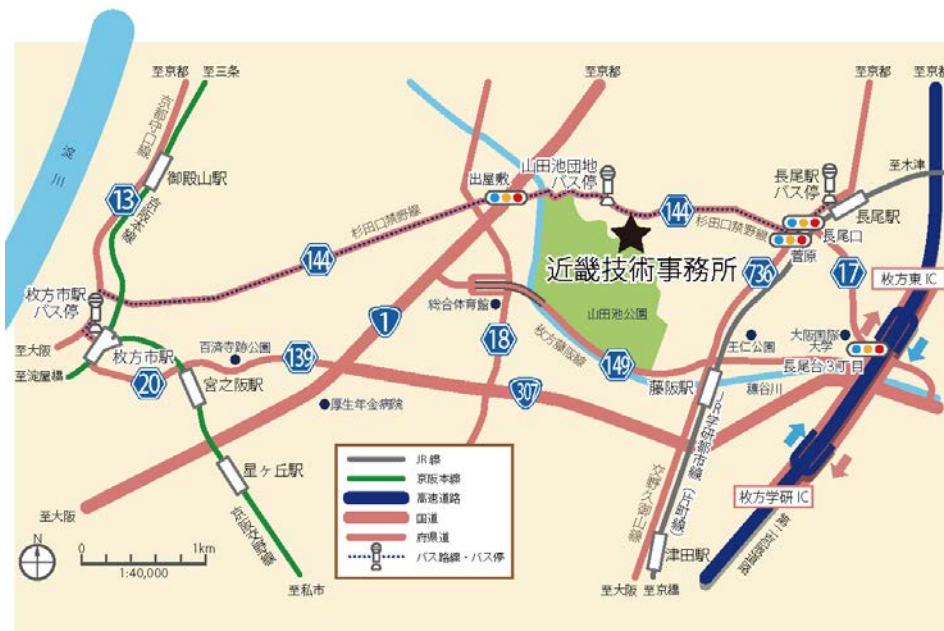 至京都
至三条
至京都
至京都
至京都
京都守口線
淀川
御殿山駅
出屋敷
山田池団地
バス停
長尾駅
バス停
至木津
13
京阪本線
杉田口禁野線
144
144
杉田口禁野線
長尾駅
長尾口
菅原
近畿技術事務所
736
17
枚方東IC
枚方市駅
バス停
1
総合体育館
18
山田池公園
王仁公園
大阪国際
大学
至大阪
枚方市駅
百済寺跡公園
139
枚方藤阪線
149
長尾台3丁目
至淀屋橋
20
宮之阪駅
307
藤阪駅
穂谷川
厚生年金病院
JR学研都市線(片町線)
星ヶ丘駅
JR線
京阪本線
高速道路
国道
府県道
バス路線・バス停
交野久御山線
枚方学研IC
第二京阪道路
至大阪
京阪交野線
津田駅
N
0
1km
1:40,000
至私市
至大阪
至京橋